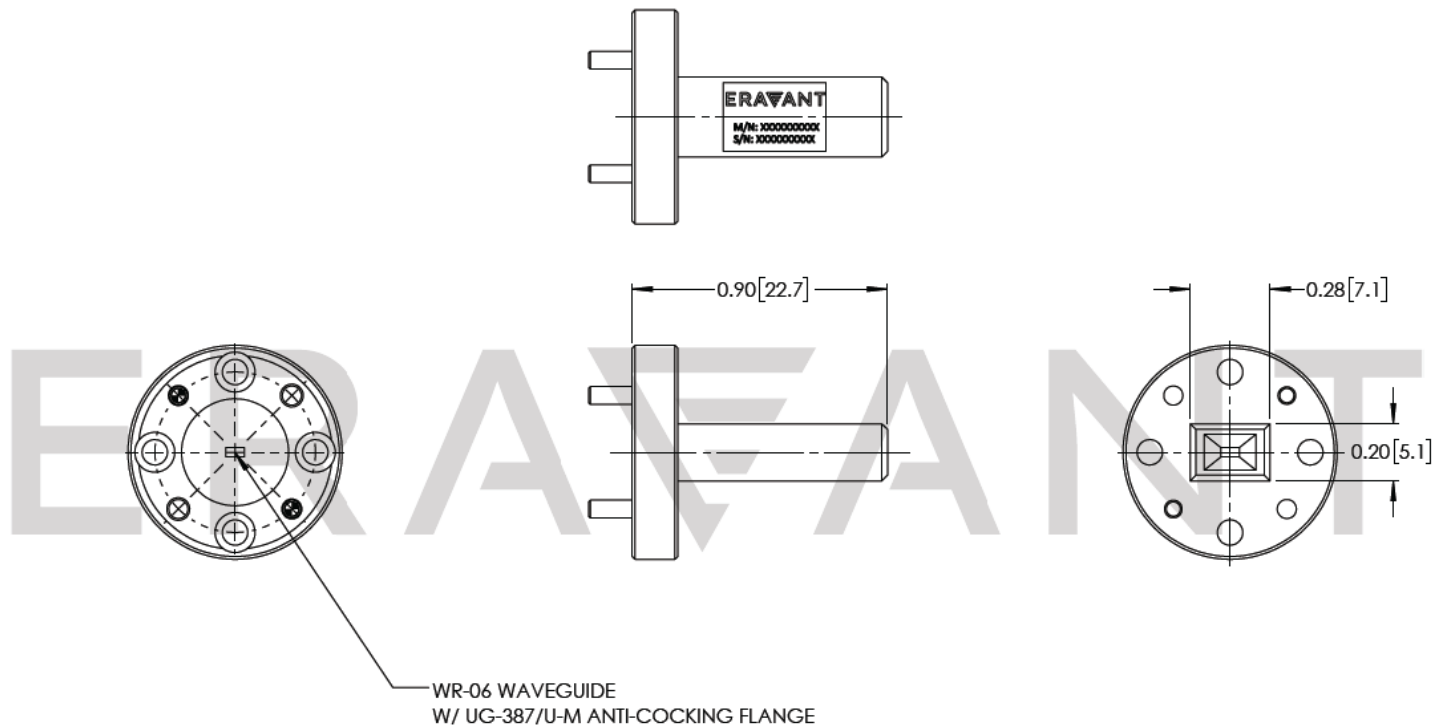 ERAVANT
M/N: XXXXXXXXXX
S/N: XXXXXXXXXX
0.90[22.7]
0.28[7.1]
0.20[5.1]
ERAVANT
WR-06 WAVEGUIDE
W/ UG-387/U-M ANTI-COCKING FLANGE